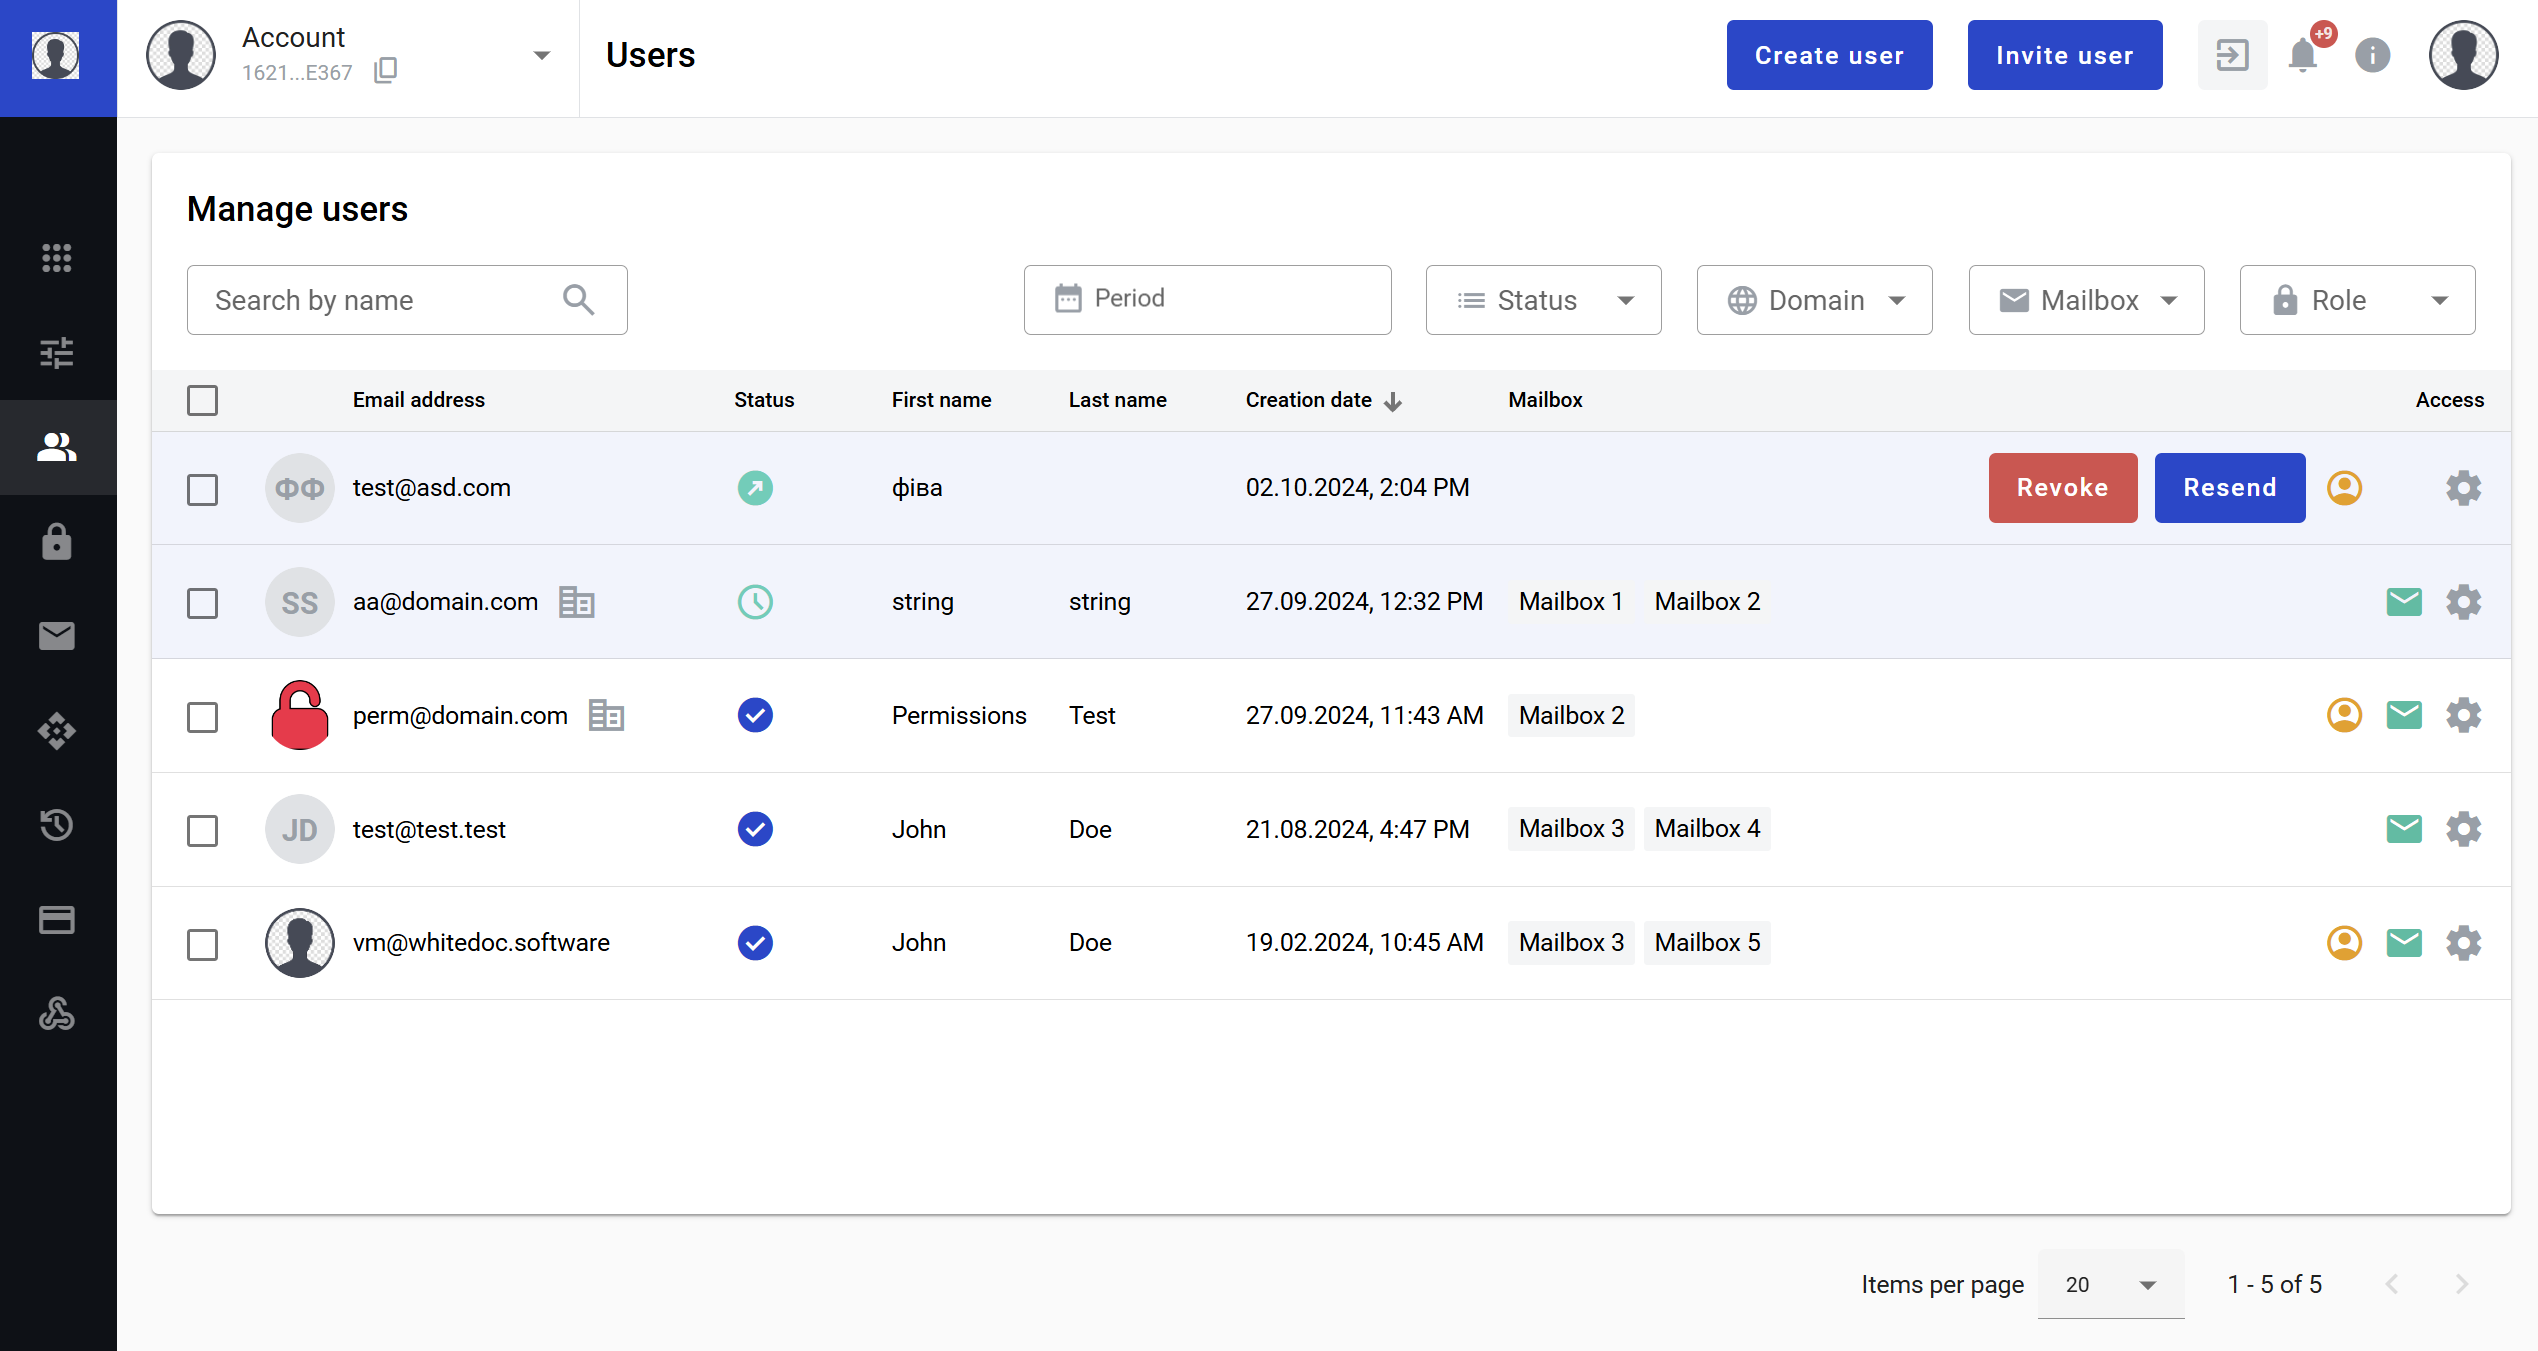 Account
1621...E367
Users
Create user
Invite user
+9
Manage users
Search by name
Period
Status
Domain
Mailbox
Role
Email address Status First name Last name Creation date Mailbox Access
ФФ test@asd.com фіва 02.10.2024, 2:04 PM Revoke Resend
SS aa@domain.com string string 27.09.2024, 12:32 PM Mailbox 1 Mailbox 2
perm@domain.com Permissions Test 27.09.2024, 11:43 AM Mailbox 2
JD test@test.test John Doe 21.08.2024, 4:47 PM Mailbox 3 Mailbox 4
vm@whitedoc.software John Doe 19.02.2024, 10:45 AM Mailbox 3 Mailbox 5
Items per page 20 1 - 5 of 5